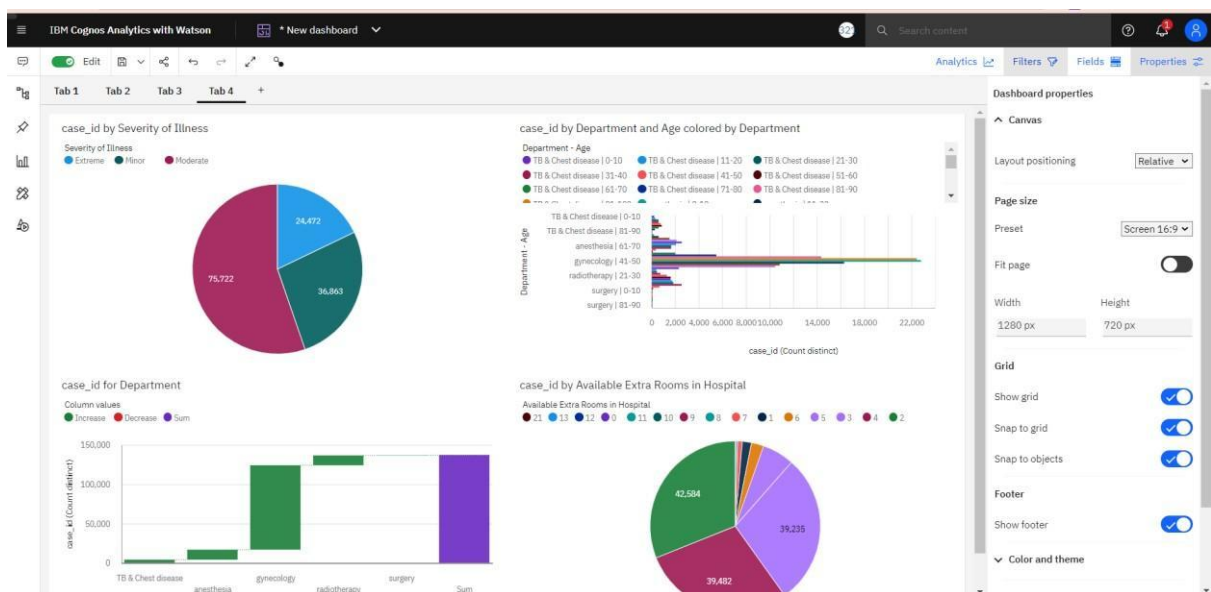 IBM Cognos Analytics with Watson
* New dashboard
Search content
1
Edit
Analytics
Filters
Fields
Properties
Tab 1 Tab 2 Tab 3 Tab 4 +
case_id by Severity of Illness
Severity of Illness
Extreme Minor Moderate
24,472
75,722
36,863
case_id by Department and Age colored by Department
Department - Age
TB & Chest disease | 0-10 TB & Chest disease | 11-20 TB & Chest disease | 21-30
TB & Chest disease | 31-40 TB & Chest disease | 41-50 TB & Chest disease | 51-60
TB & Chest disease | 61-70 TB & Chest disease | 71-80 TB & Chest disease | 81-90
Department - Age
TB & Chest disease | 0-10
TB & Chest disease | 81-90
anesthesia | 61-70
gynecology | 41-50
radiotherapy | 21-30
surgery | 0-10
surgery | 81-90
0 2,000 4,000 6,000 8,000 10,000 14,000 18,000 22,000
case_id (Count distinct)
case_id for Department
Column values
Increase Decrease Sum
case_id (Count distinct)
150,000
100,000
50,000
0
TB & Chest disease
anesthesia
gynecology
radiotherapy
surgery
Sum
case_id by Available Extra Rooms in Hospital
Available Extra Rooms in Hospital
21 13 12 0 11 10 9 8 7 1 6 5 3 4 2
42,584
39,235
39,482
Dashboard properties
Canvas
Layout positioning
Relative
Page size
Preset
Screen 16:9
Fit page
Width
Height
1280 px
720 px
Grid
Show grid
Snap to grid
Snap to objects
Footer
Show footer
Color and theme